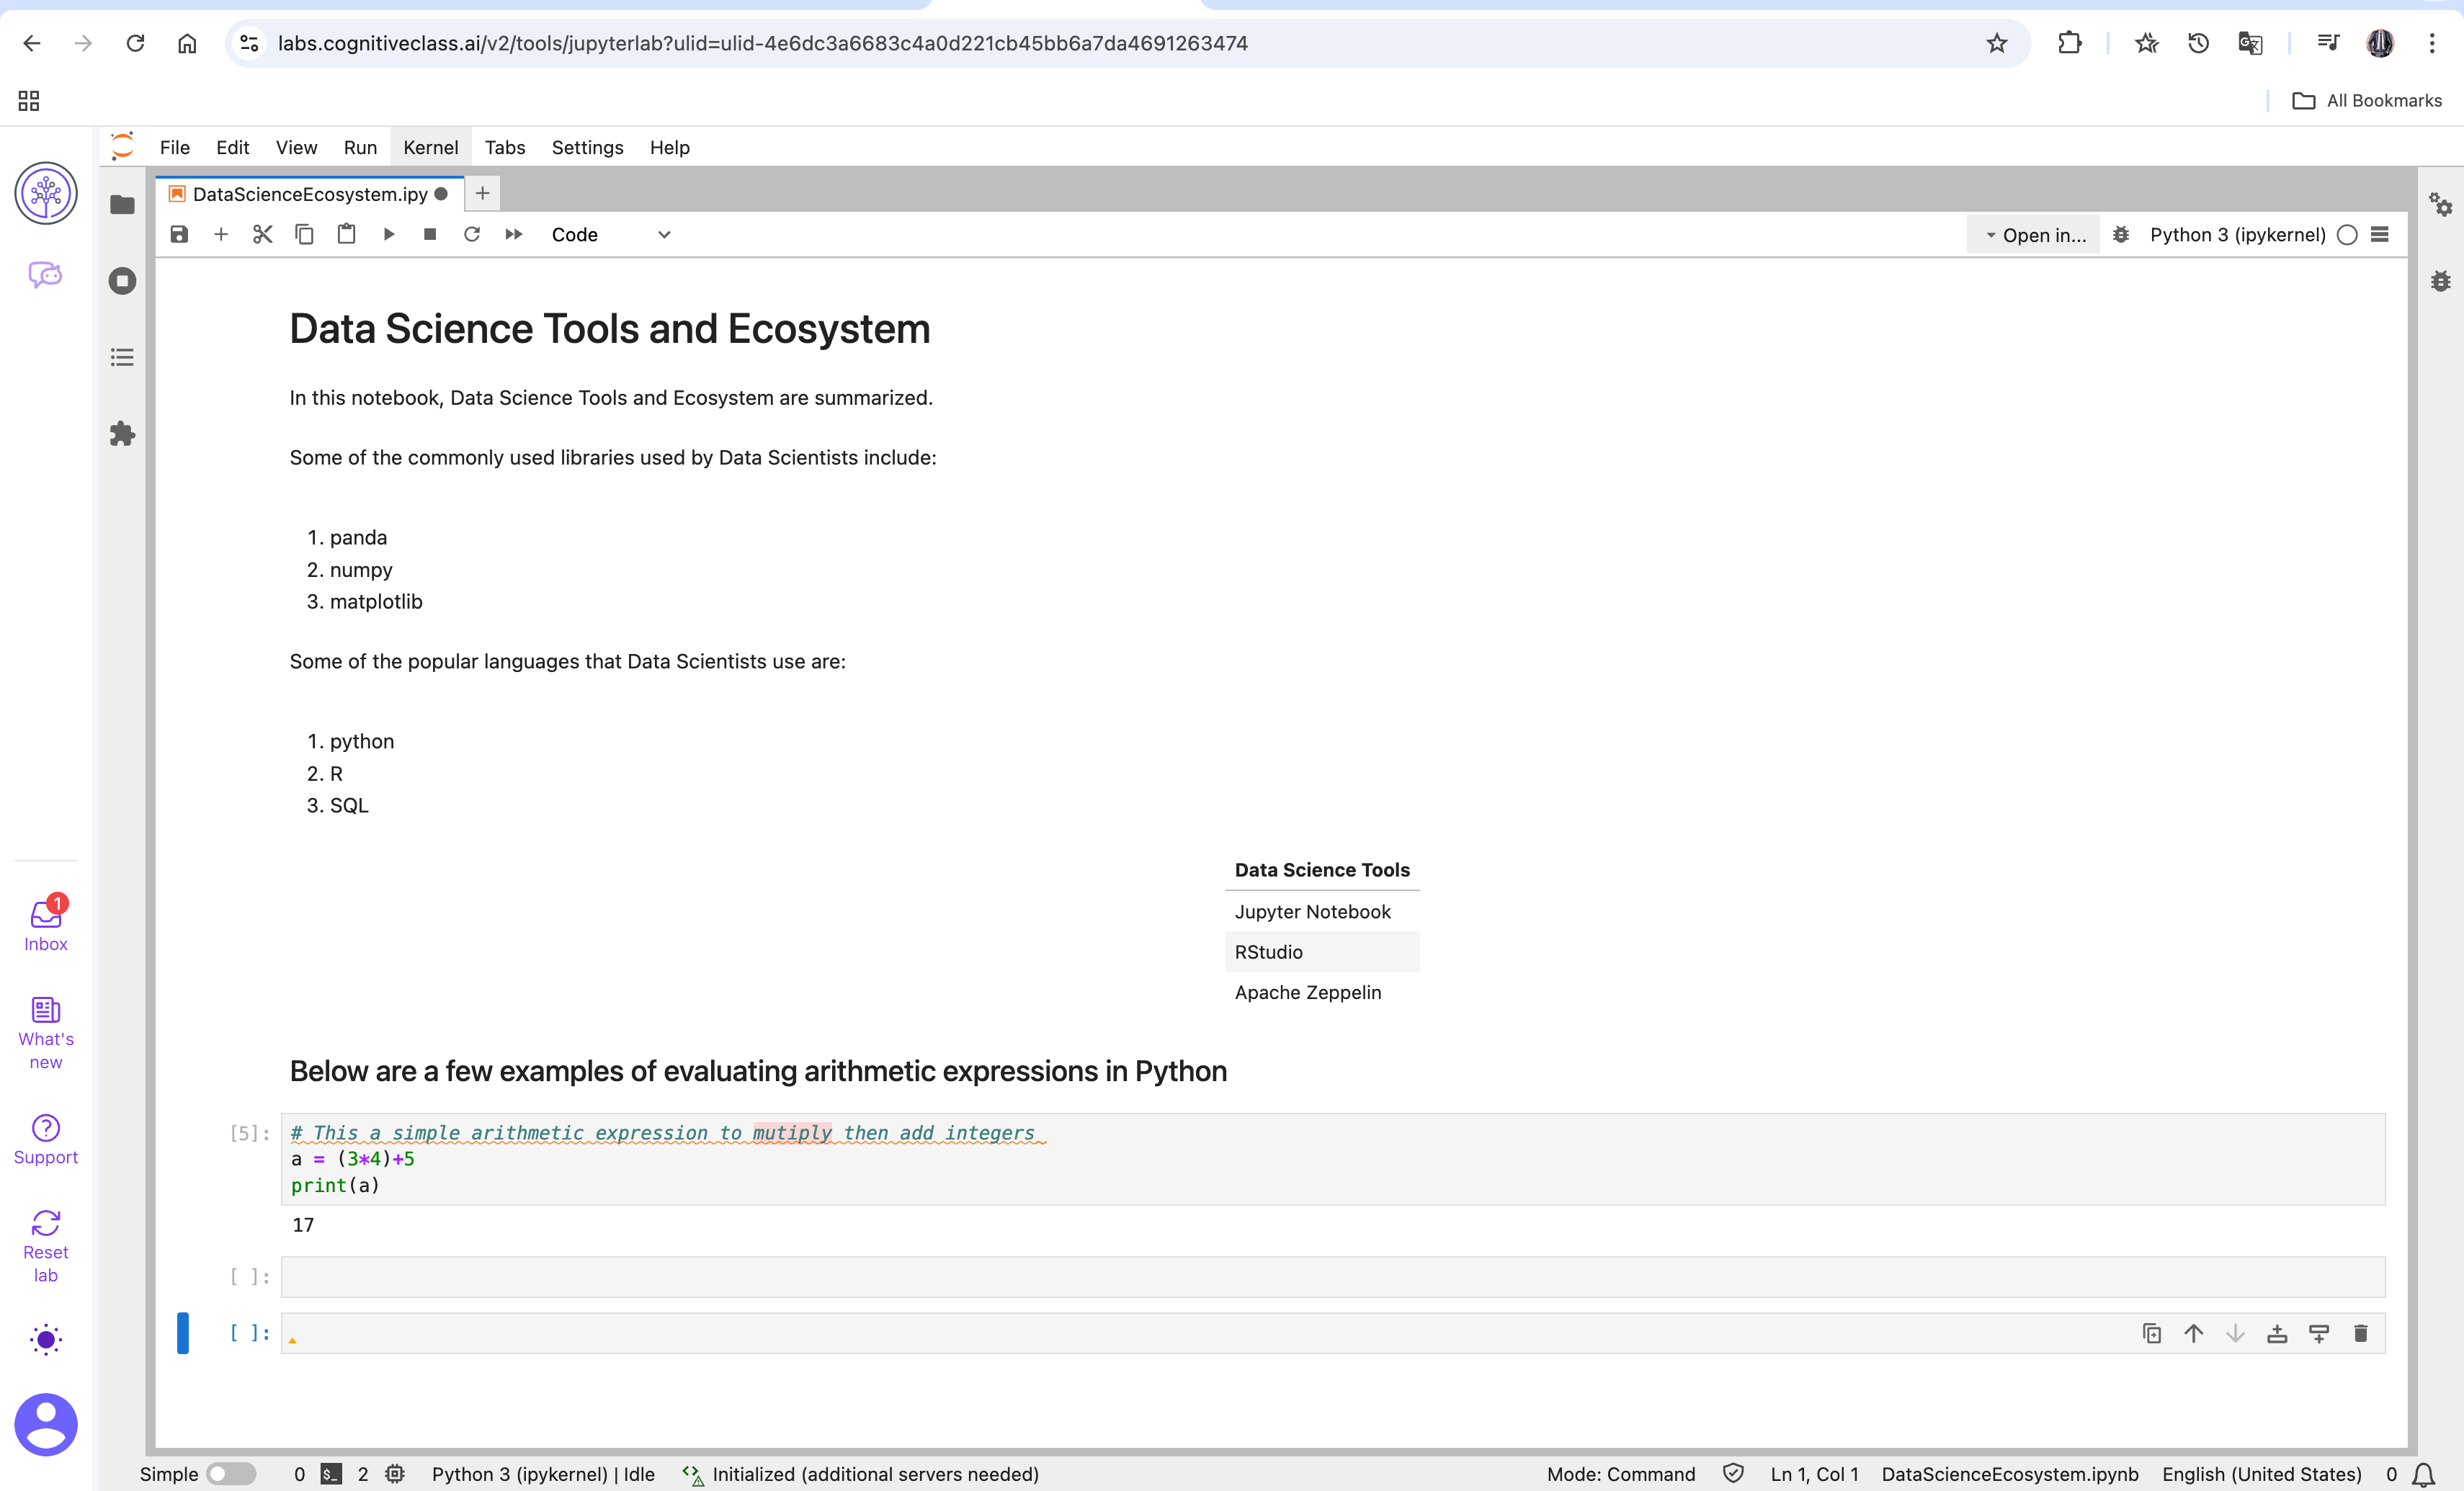 labs.cognitiveclass.ai/v2/tools/jupyterlab?ulid=ulid-4e6dc3a6683c4a0d221cb45bb6a7da4691263474
All Bookmarks
File Edit View Run Kernel Tabs Settings Help
DataScienceEcosystem.ipy
Code
Open in...
Python 3 (ipykernel)
Data Science Tools and Ecosystem
In this notebook, Data Science Tools and Ecosystem are summarized.
Some of the commonly used libraries used by Data Scientists include:
1. panda
2. numpy
3. matplotlib
Some of the popular languages that Data Scientists use are:
1. python
2. R
3. SQL
Data Science Tools
Jupyter Notebook
RStudio
Apache Zeppelin
Below are a few examples of evaluating arithmetic expressions in Python
[5]: # This a simple arithmetic expression to mutiply then add integers
a = (3*4)+5
print(a)
17
[ ]:
[ ]:
1
Inbox
What's
new
Support
Reset
lab
Simple 0 $_ 2 Python 3 (ipykernel) | Idle Initialized (additional servers needed) Mode: Command Ln 1, Col 1 DataScienceEcosystem.ipynb English (United States) 0